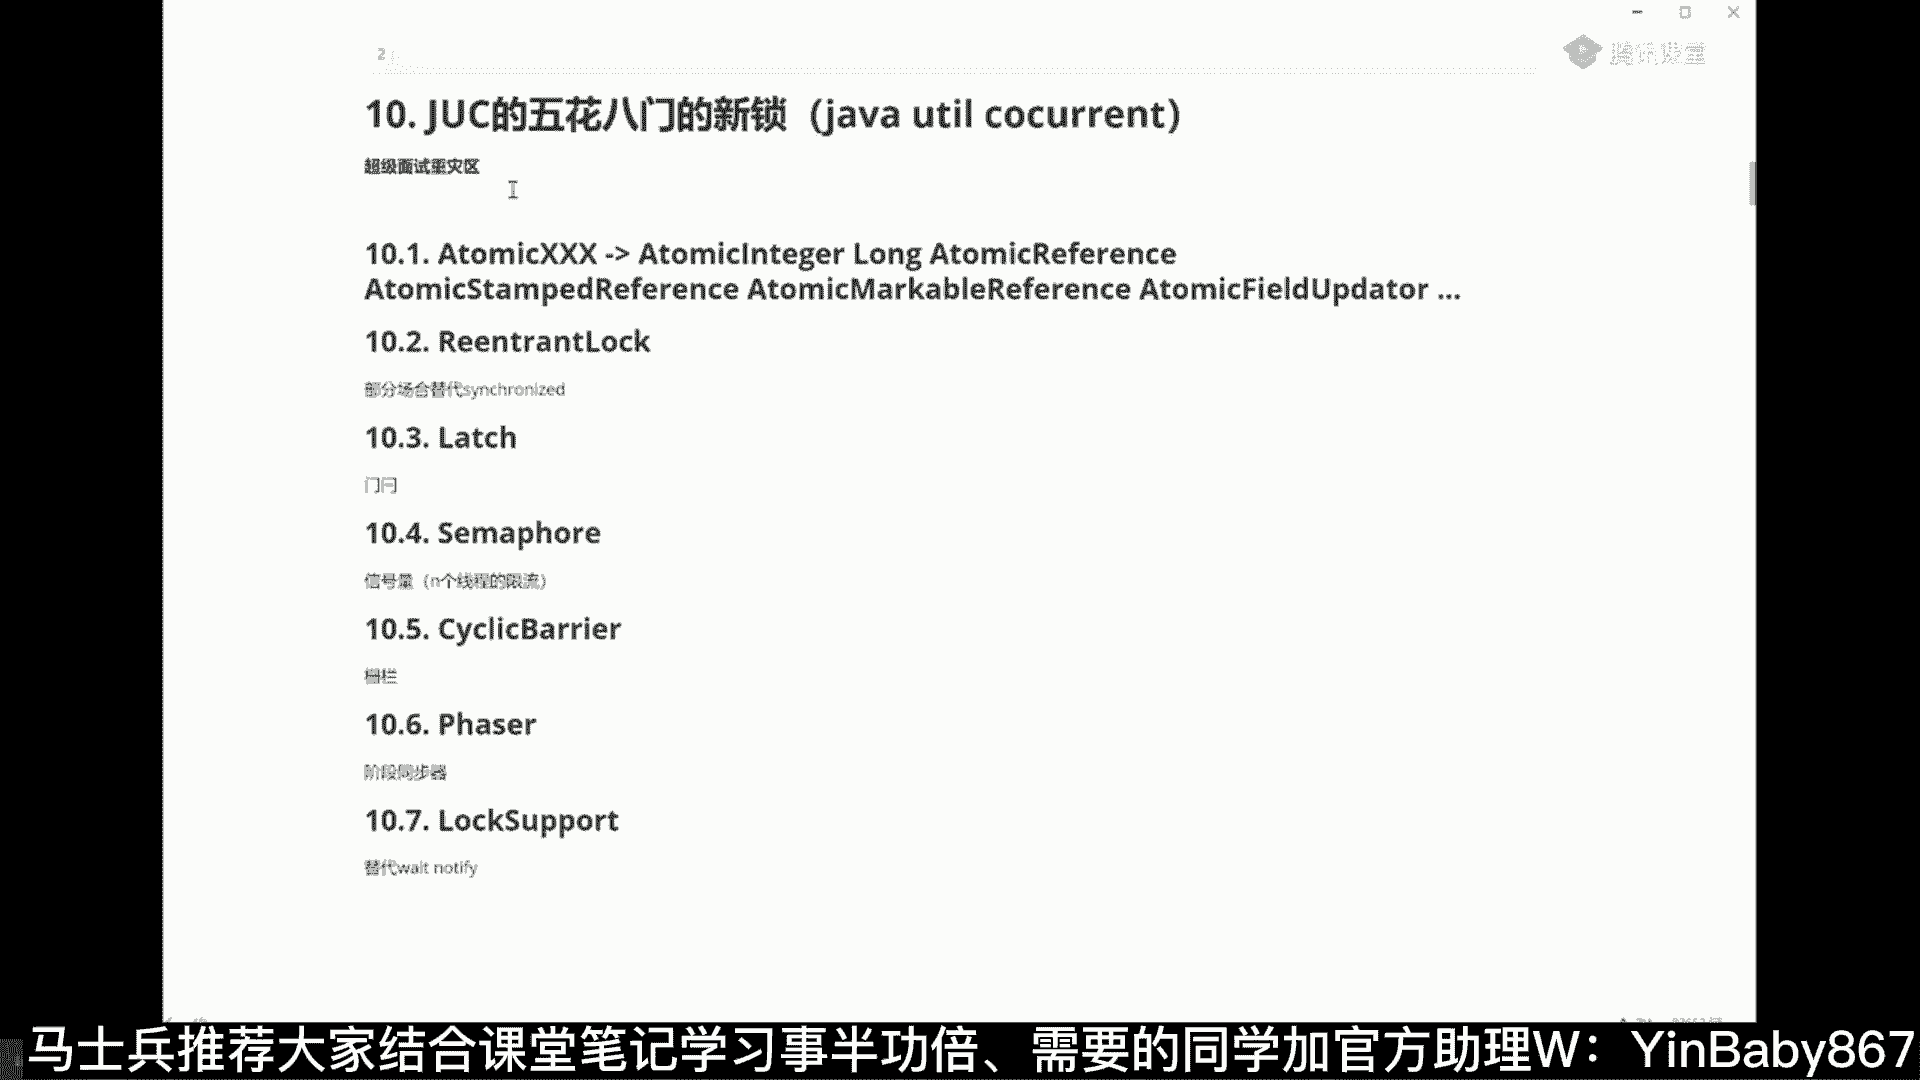 2
腾讯课堂
10. JUC的五花八门的新锁（java util cocurrent）
超级面试重灾区
10.1. AtomicXXX -> AtomicInteger Long AtomicReference
AtomicStampedReference AtomicMarkableReference AtomicFieldUpdator ...
10.2. ReentrantLock
部分场合替代synchronized
10.3. Latch
门闩
10.4. Semaphore
信号量（n个线程的限流）
10.5. CyclicBarrier
栅栏
10.6. Phaser
阶段同步器
10.7. LockSupport
替代wait notify
马士兵推荐大家结合课堂笔记学习事半功倍、需要的同学加官方助理W：YinBaby867